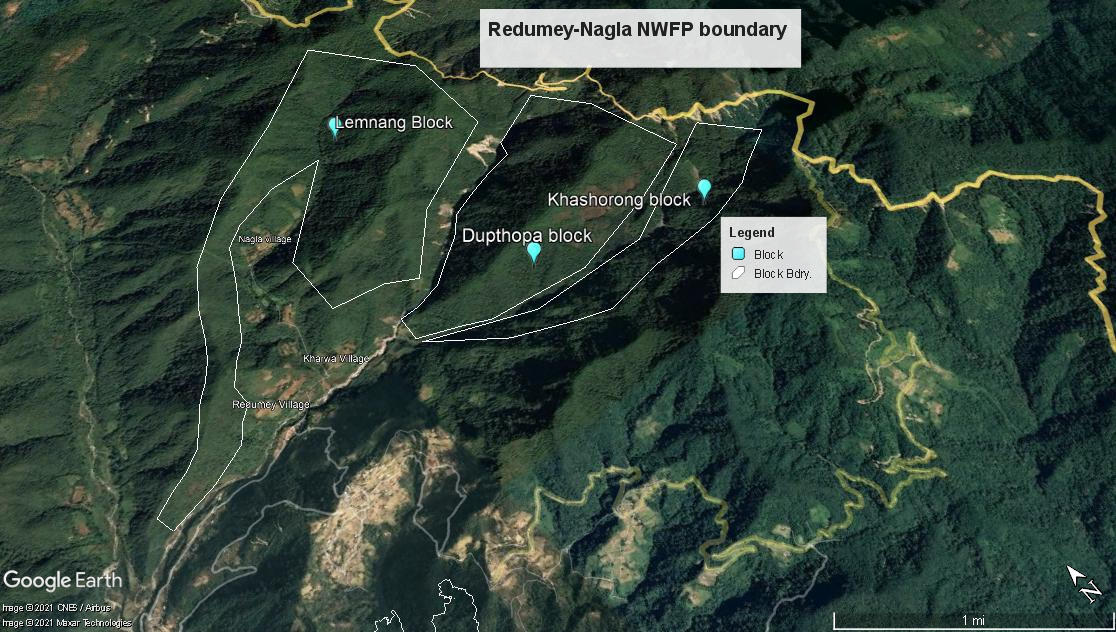 Redumey-Nagla NWFP boundary
Lemnang Block
Khashorong block
Dupthopa block
Nagla village
Legend
Block
Block Bdry.
Kharwa Village
Redumey Village
Google Earth
Image © 2021 CNES / Airbus
Image © 2021 Maxar Technologies
N
1 mi